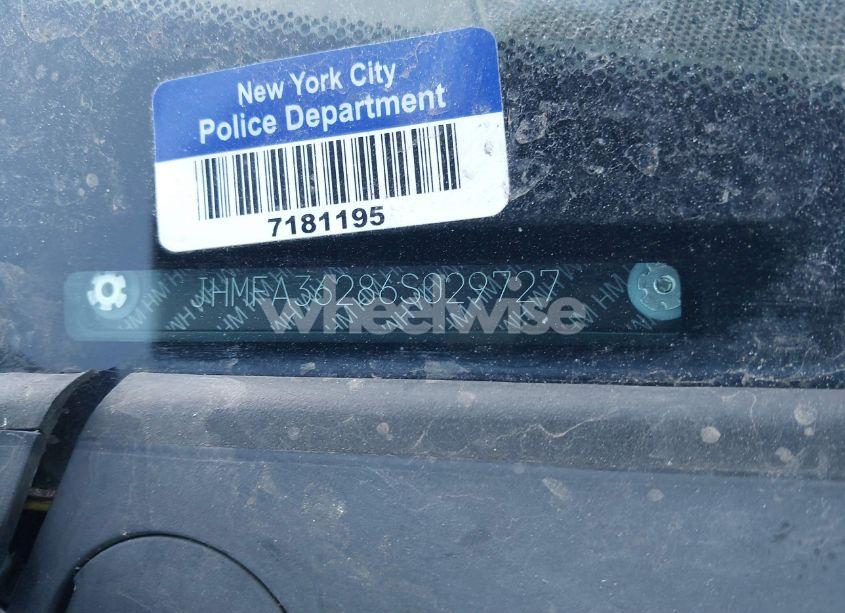 New York City
Police Department
7181195
JHMFA36286S029727
wheelwise